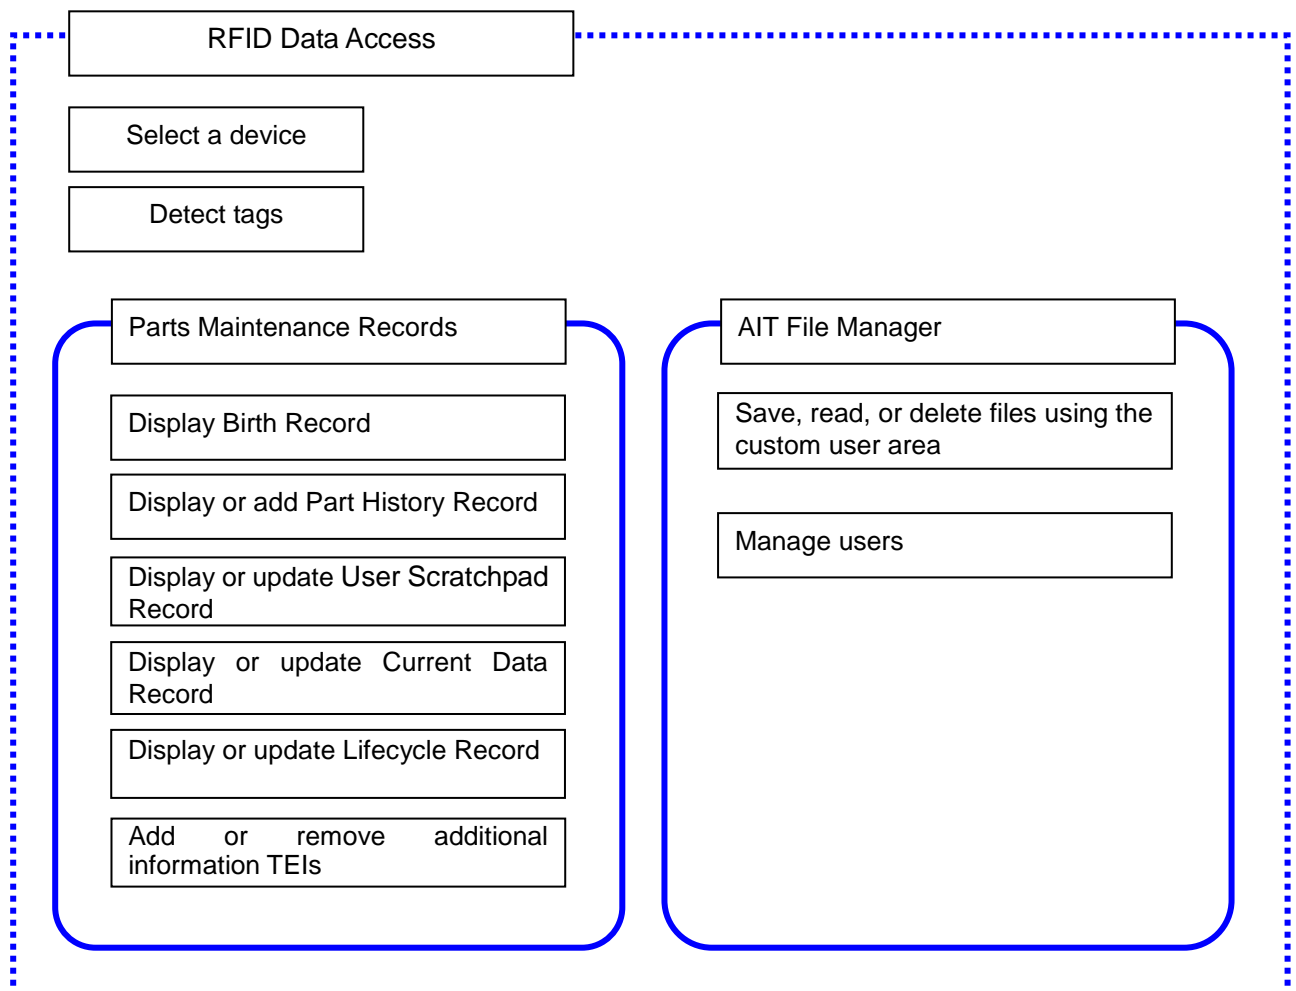 RFID Data Access
Select a device
Detect tags
Parts Maintenance Records
Display Birth Record
Display or add Part History Record
Display or update User Scratchpad
Record
Display or update Current Data
Record
Display or update Lifecycle Record
Add or remove additional
information TEIs
AIT File Manager
Save, read, or delete files using the
custom user area
Manage users